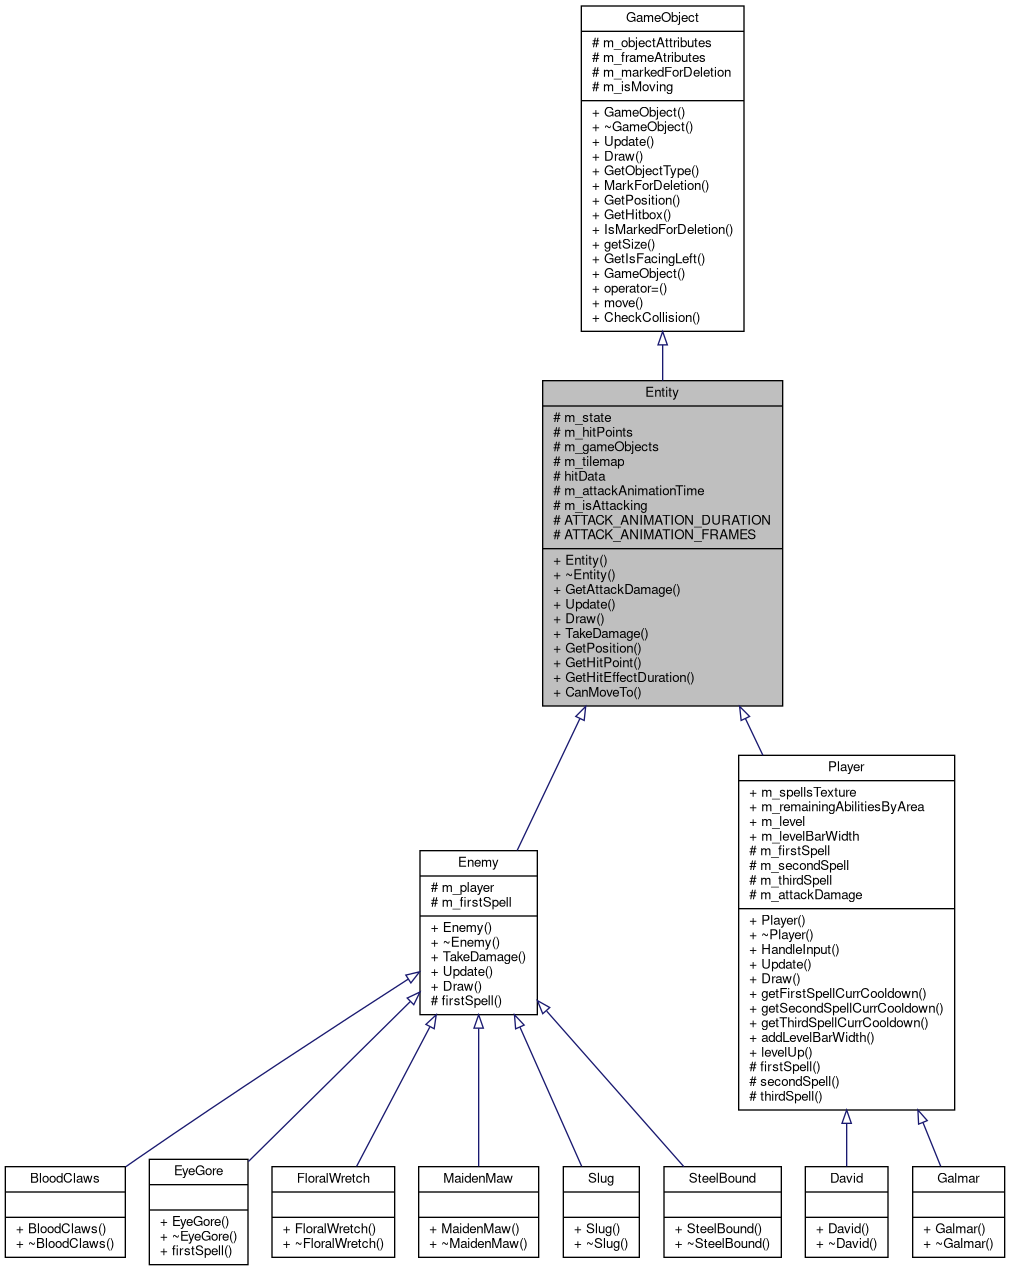 GameObject
# m_objectAttributes
# m_frameAtributes
# m_markedForDeletion
# m_isMoving
+ GameObject()
+ ~GameObject()
+ Update()
+ Draw()
+ GetObjectType()
+ MarkForDeletion()
+ GetPosition()
+ GetHitbox()
+ IsMarkedForDeletion()
+ getSize()
+ GetIsFacingLeft()
+ GameObject()
+ operator=()
+ move()
+ CheckCollision()
Entity
# m_state
# m_hitPoints
# m_gameObjects
# m_tilemap
# hitData
# m_attackAnimationTime
# m_isAttacking
# ATTACK_ANIMATION_DURATION
# ATTACK_ANIMATION_FRAMES
+ Entity()
+ ~Entity()
+ GetAttackDamage()
+ Update()
+ Draw()
+ TakeDamage()
+ GetPosition()
+ GetHitPoint()
+ GetHitEffectDuration()
+ CanMoveTo()
Player
+ m_spellsTexture
+ m_remainingAbilitiesByArea
+ m_level
+ m_levelBarWidth
# m_firstSpell
# m_secondSpell
# m_thirdSpell
# m_attackDamage
+ Player()
+ ~Player()
+ HandleInput()
+ Update()
+ Draw()
+ getFirstSpellCurrCooldown()
+ getSecondSpellCurrCooldown()
+ getThirdSpellCurrCooldown()
+ addLevelBarWidth()
+ levelUp()
# firstSpell()
# secondSpell()
# thirdSpell()
Enemy
# m_player
# m_firstSpell
+ Enemy()
+ ~Enemy()
+ TakeDamage()
+ Update()
+ Draw()
# firstSpell()
BloodClaws
+ BloodClaws()
+ ~BloodClaws()
EyeGore
+ EyeGore()
+ ~EyeGore()
+ firstSpell()
FloralWretch
+ FloralWretch()
+ ~FloralWretch()
MaidenMaw
+ MaidenMaw()
+ ~MaidenMaw()
Slug
+ Slug()
+ ~Slug()
SteelBound
+ SteelBound()
+ ~SteelBound()
David
+ David()
+ ~David()
Galmar
+ Galmar()
+ ~Galmar()